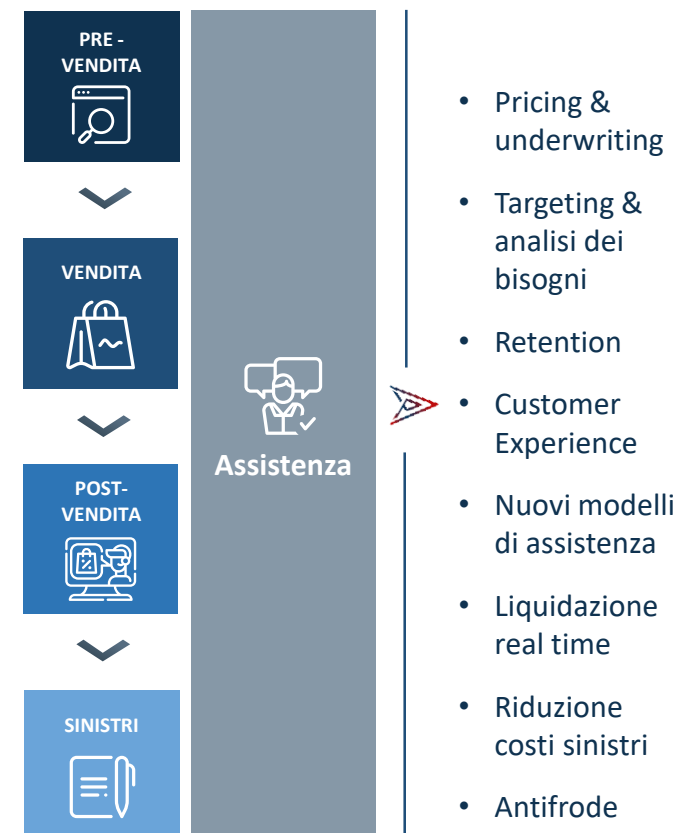 PRE -
VENDITA
VENDITA
POST-
VENDITA
SINISTRI
Assistenza
• Pricing &
underwriting
• Targeting &
analisi dei
bisogni
• Retention
• Customer
Experience
• Nuovi modelli
di assistenza
• Liquidazione
real time
• Riduzione
costi sinistri
• Antifrode